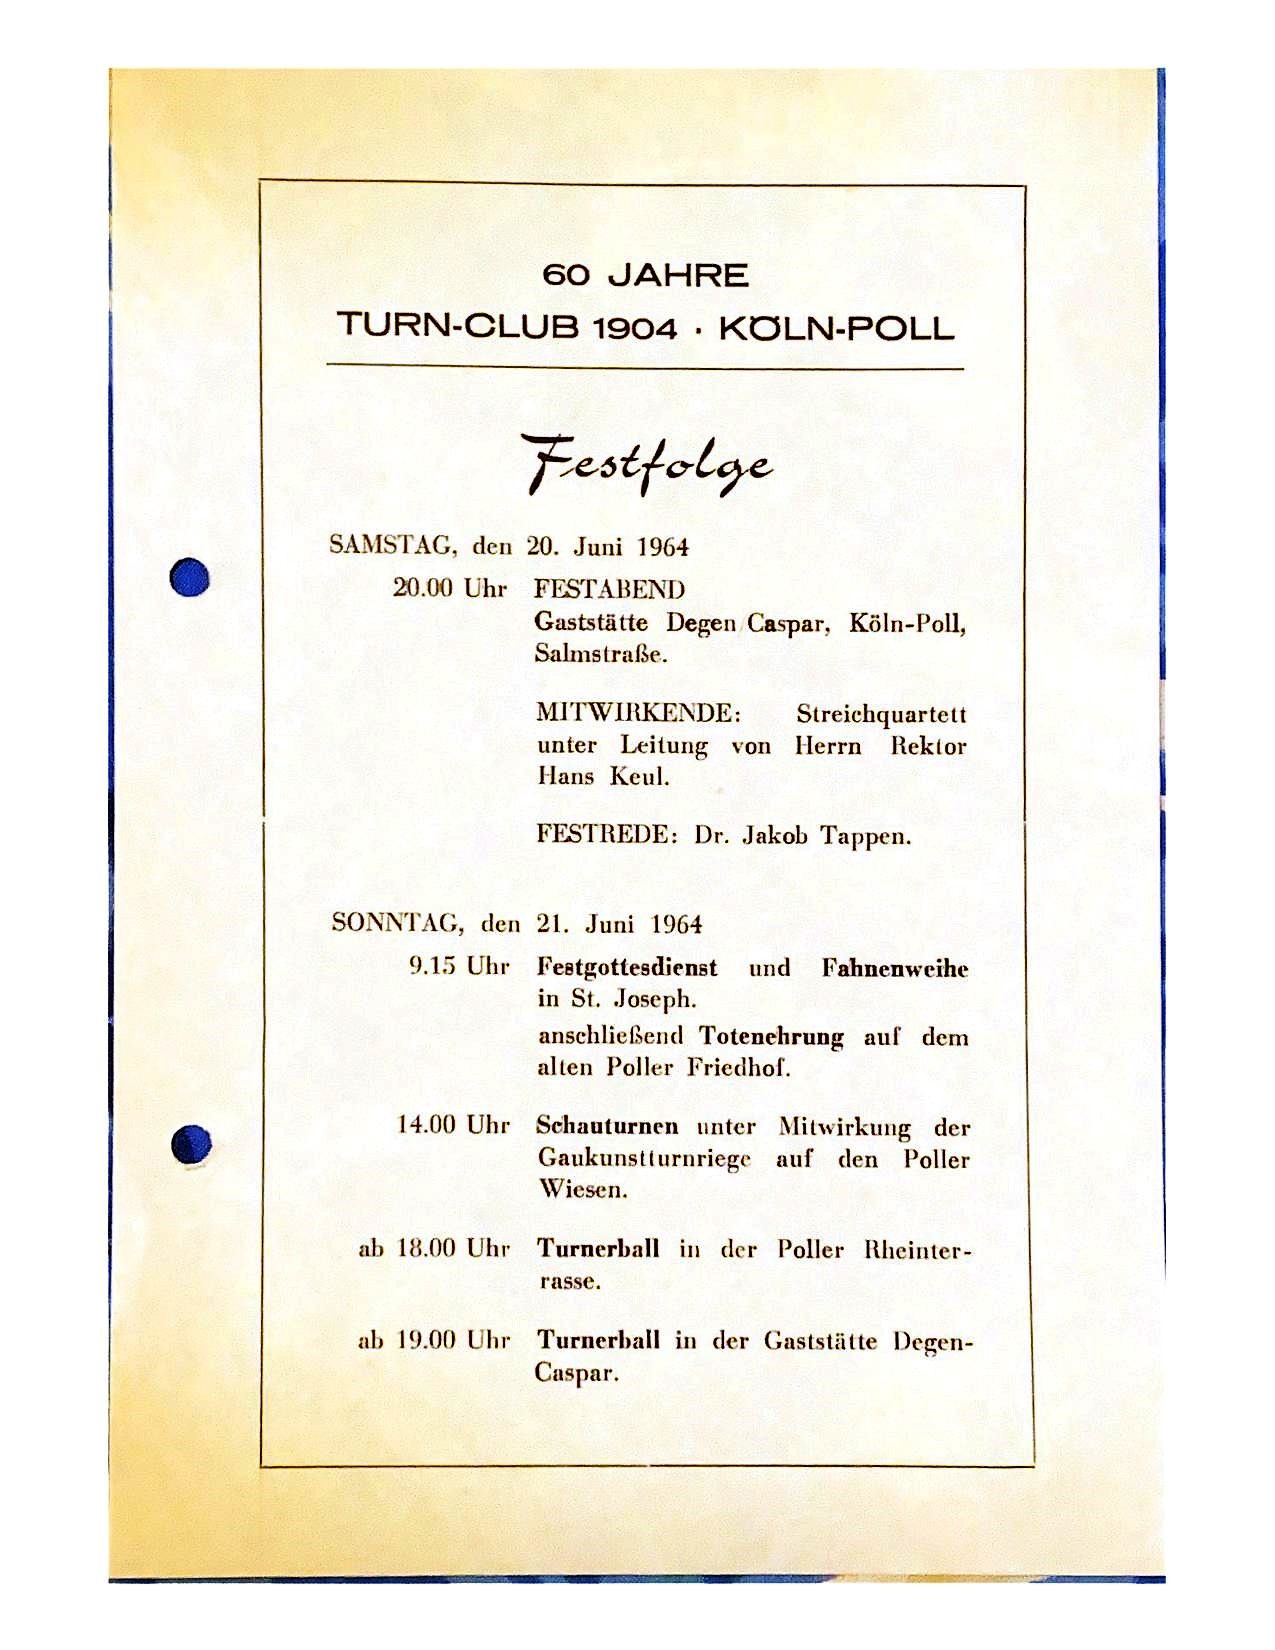 60 JAHRE
TURN-CLUB 1904 · KÖLN-POLL
Festfolge
SAMSTAG, den 20. Juni 1964
20.00 Uhr FESTABEND
Gaststätte Degen Caspar, Köln-Poll,
Salmstraße.
MITWIRKENDE: Streichquartett
unter Leitung von Herrn Rektor
Hans Keul.
FESTREDE: Dr. Jakob Tappen.
SONNTAG, den 21. Juni 1964
9.15 Uhr Festgottesdienst und Fahnenweihe
in St. Joseph.
anschließend Totenehrung auf dem
alten Poller Friedhof.
14.00 Uhr Schauturnen unter Mitwirkung der
Gaukunstturnriege auf den Poller
Wiesen.
ab 18.00 Uhr Turnerball in der Poller Rheinter-
rasse.
ab 19.00 Uhr Turnerball in der Gaststätte Degen-
Caspar.